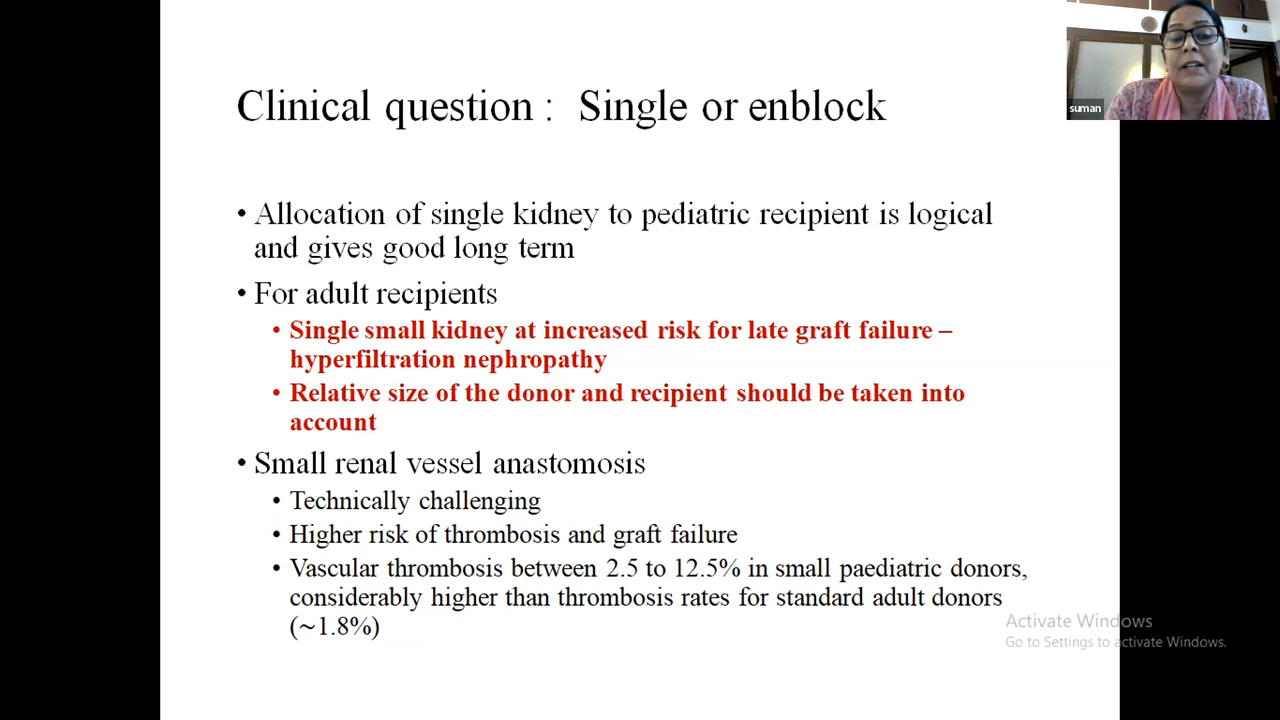 suman
Clinical question : Single or enblock
• Allocation of single kidney to pediatric recipient is logical
and gives good long term
• For adult recipients
• Single small kidney at increased risk for late graft failure –
hyperfiltration nephropathy
• Relative size of the donor and recipient should be taken into
account
• Small renal vessel anastomosis
• Technically challenging
• Higher risk of thrombosis and graft failure
• Vascular thrombosis between 2.5 to 12.5% in small paediatric donors,
considerably higher than thrombosis rates for standard adult donors
(~1.8%)
Activate Windows
Go to Settings to activate Windows.